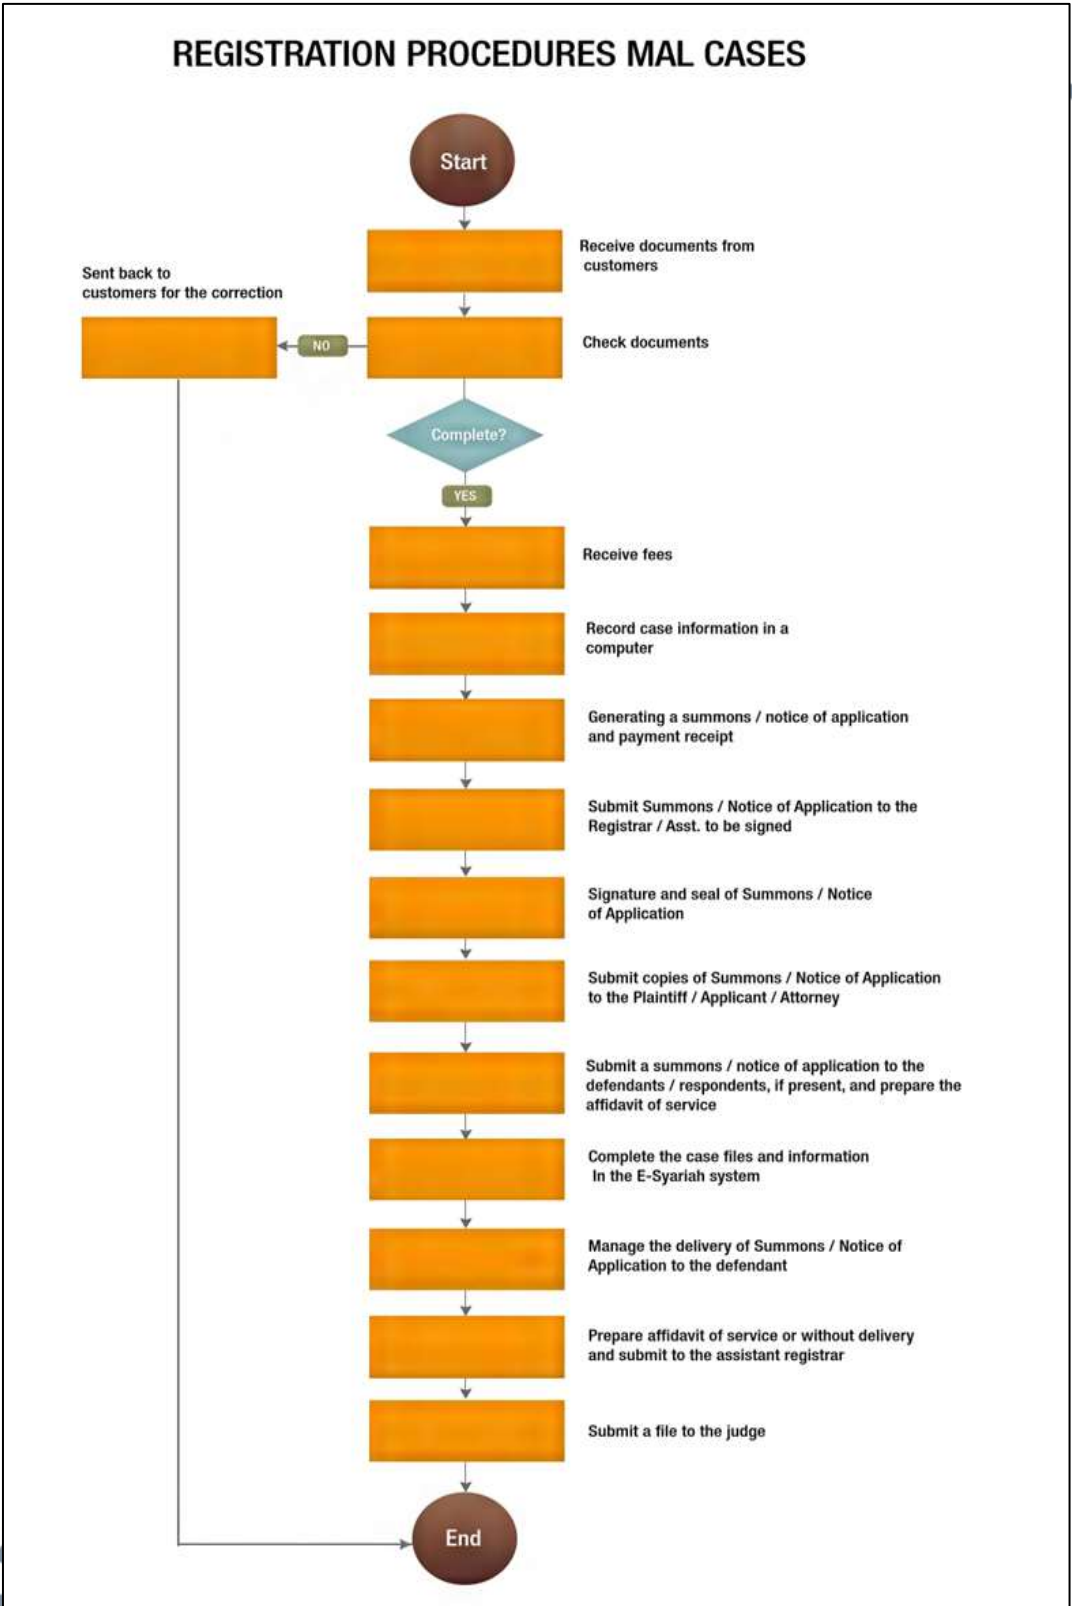 REGISTRATION PROCEDURES MAL CASES
Start
Receive documents from
customers
Sent back to
customers for the correction
NO
Check documents
Complete?
YES
Receive fees
Record case information in a
computer
Generating a summons / notice of application
and payment receipt
Submit Summons / Notice of Application to the
Registrar / Asst. to be signed
Signature and seal of Summons / Notice
of Application
Submit copies of Summons / Notice of Application
to the Plaintiff / Applicant / Attorney
Submit a summons / notice of application to the
defendants / respondents, if present, and prepare the
affidavit of service
Complete the case files and information
In the E-Syariah system
Manage the delivery of Summons / Notice of
Application to the defendant
Prepare affidavit of service or without delivery
and submit to the assistant registrar
Submit a file to the judge
End